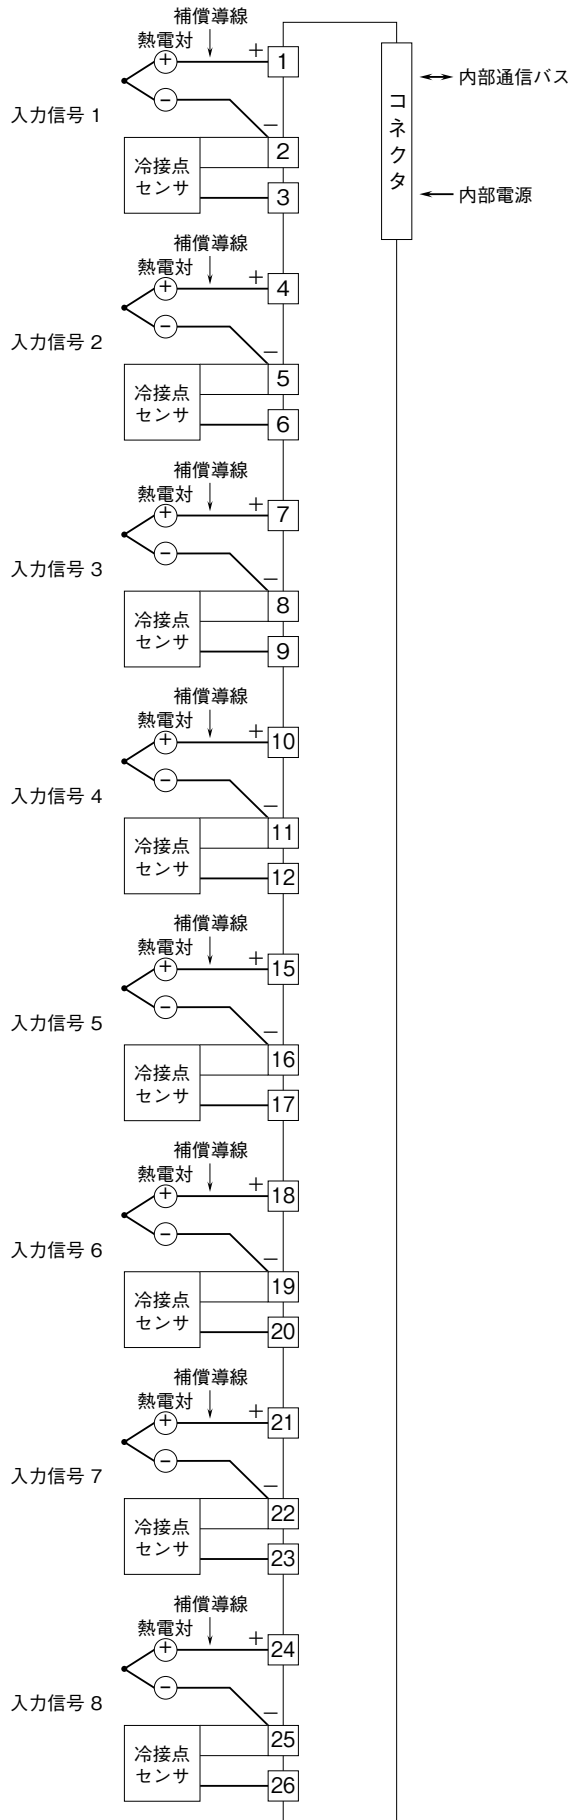 補償導線
熱電対
+
+
1
入力信号 1
−
−
2
冷接点
センサ
3
コネクタ
内部通信バス
内部電源
補償導線
熱電対
+
+
4
入力信号 2
−
−
5
冷接点
センサ
6
補償導線
熱電対
+
+
7
入力信号 3
−
−
8
冷接点
センサ
9
補償導線
熱電対
+
+
10
入力信号 4
−
−
11
冷接点
センサ
12
補償導線
熱電対
+
+
15
入力信号 5
−
−
16
冷接点
センサ
17
補償導線
熱電対
+
+
18
入力信号 6
−
−
19
冷接点
センサ
20
補償導線
熱電対
+
+
21
入力信号 7
−
−
22
冷接点
センサ
23
補償導線
熱電対
+
+
24
入力信号 8
−
−
25
冷接点
センサ
26